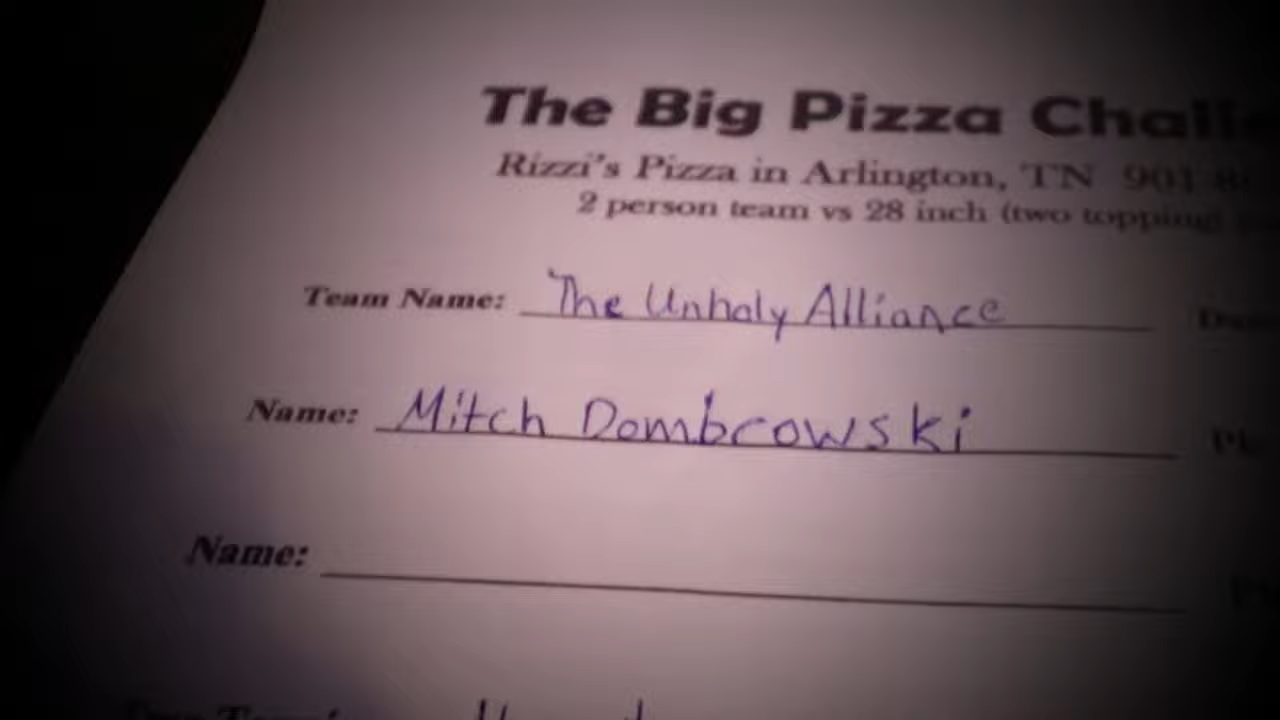 The Big Pizza
Rizzi's Pizza in Arlington, TN 901
2 person team vs 28 inch (two topping)
Team Name: The Unholy Alliance
Name: Mitch Dombrowski
Name: